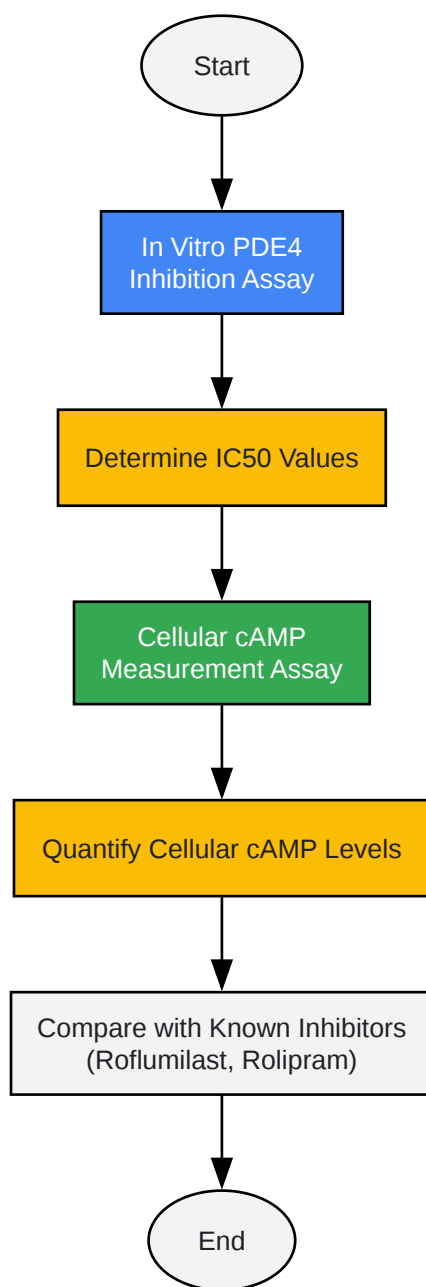 Start
In Vitro PDE4
Inhibition Assay
Determine IC50 Values
Cellular cAMP
Measurement Assay
Quantify Cellular cAMP Levels
Compare with Known Inhibitors
(Roflumilast, Rolipram)
End